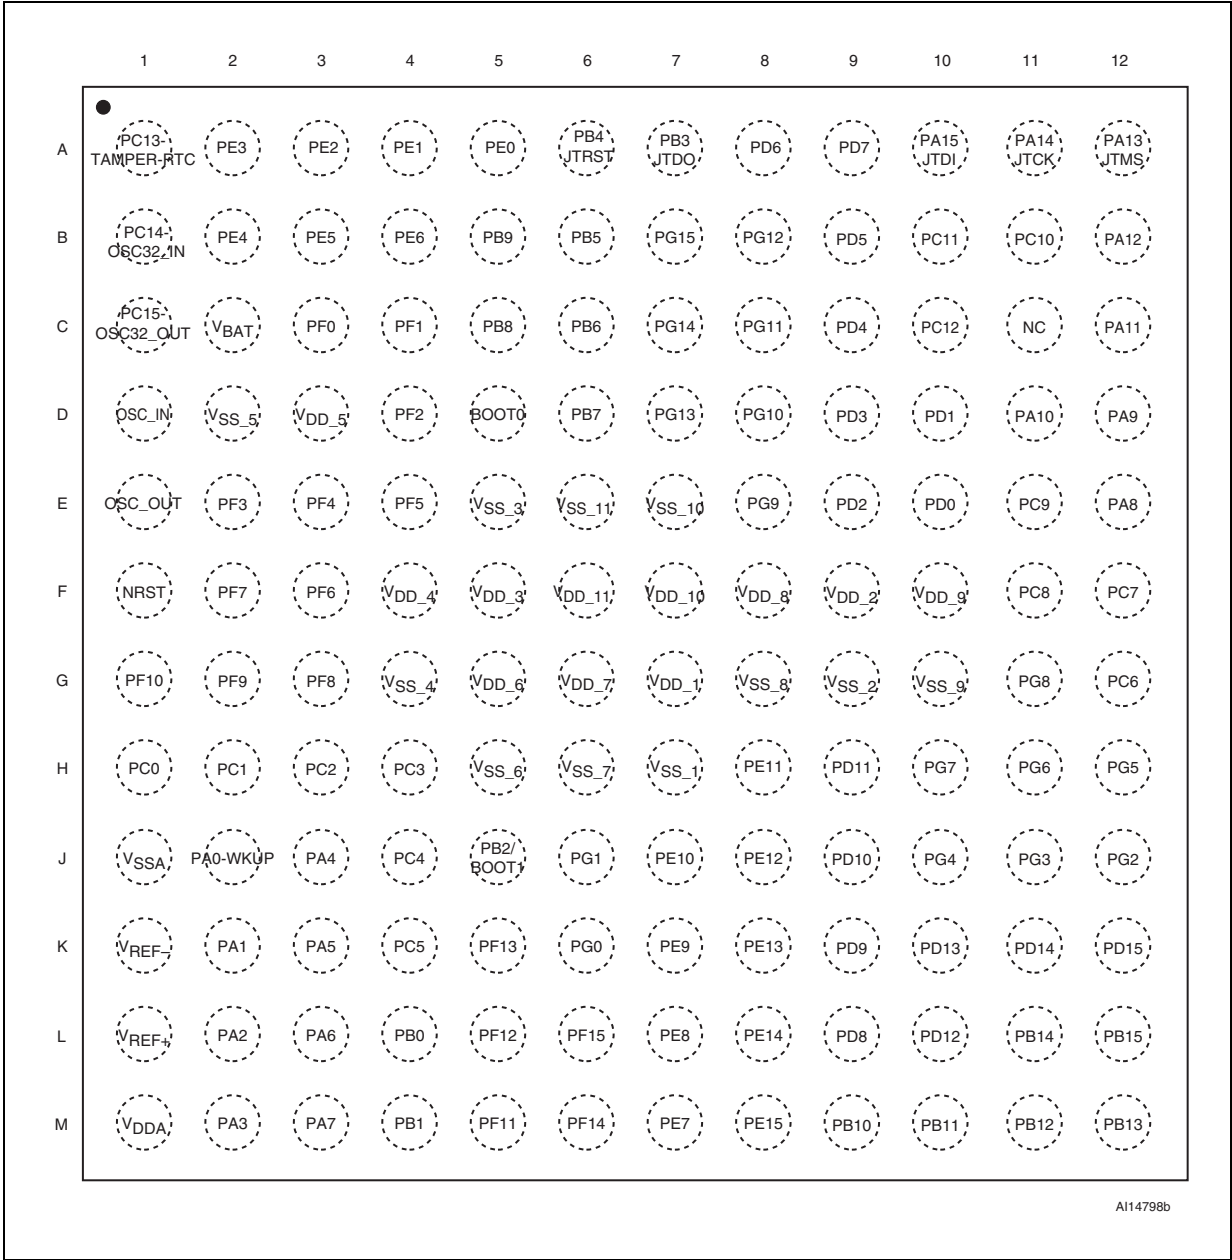 1 2 3 4 5 6 7 8 9 10 11 12
A PC13-TAMPER-RTC PE3 PE2 PE1 PE0 PB4 JTRST PB3 JTDO PD6 PD7 PA15 JTDI PA14 JTCK PA13 JTMS
B PC14-OSC32_IN PE4 PE5 PE6 PB9 PB5 PG15 PG12 PD5 PC11 PC10 PA12
C PC15-OSC32_OUT VBAT PF0 PF1 PB8 PB6 PG14 PG11 PD4 PC12 NC PA11
D OSC_IN VSS_5 VDD_5 PF2 BOOT0 PB7 PG13 PG10 PD3 PD1 PA10 PA9
E OSC_OUT PF3 PF4 PF5 VSS_3 VSS_11 VSS_10 PG9 PD2 PD0 PC9 PA8
F NRST PF7 PF6 VDD_4 VDD_3 VDD_11 VDD_10 VDD_8 VDD_2 VDD_9 PC8 PC7
G PF10 PF9 PF8 VSS_4 VDD_6 VDD_7 VDD_1 VSS_8 VSS_2 VSS_9 PG8 PC6
H PC0 PC1 PC2 PC3 VSS_6 VSS_7 VSS_1 PE11 PD11 PG7 PG6 PG5
J VSSA PA0-WKUP PA4 PC4 PB2/BOOT1 PG1 PE10 PE12 PD10 PG4 PG3 PG2
K VREF– PA1 PA5 PC5 PF13 PG0 PE9 PE13 PD9 PD13 PD14 PD15
L VREF+ PA2 PA6 PB0 PF12 PF15 PE8 PE14 PD8 PD12 PB14 PB15
M VDDA PA3 PA7 PB1 PF11 PF14 PE7 PE15 PB10 PB11 PB12 PB13
AI14798b